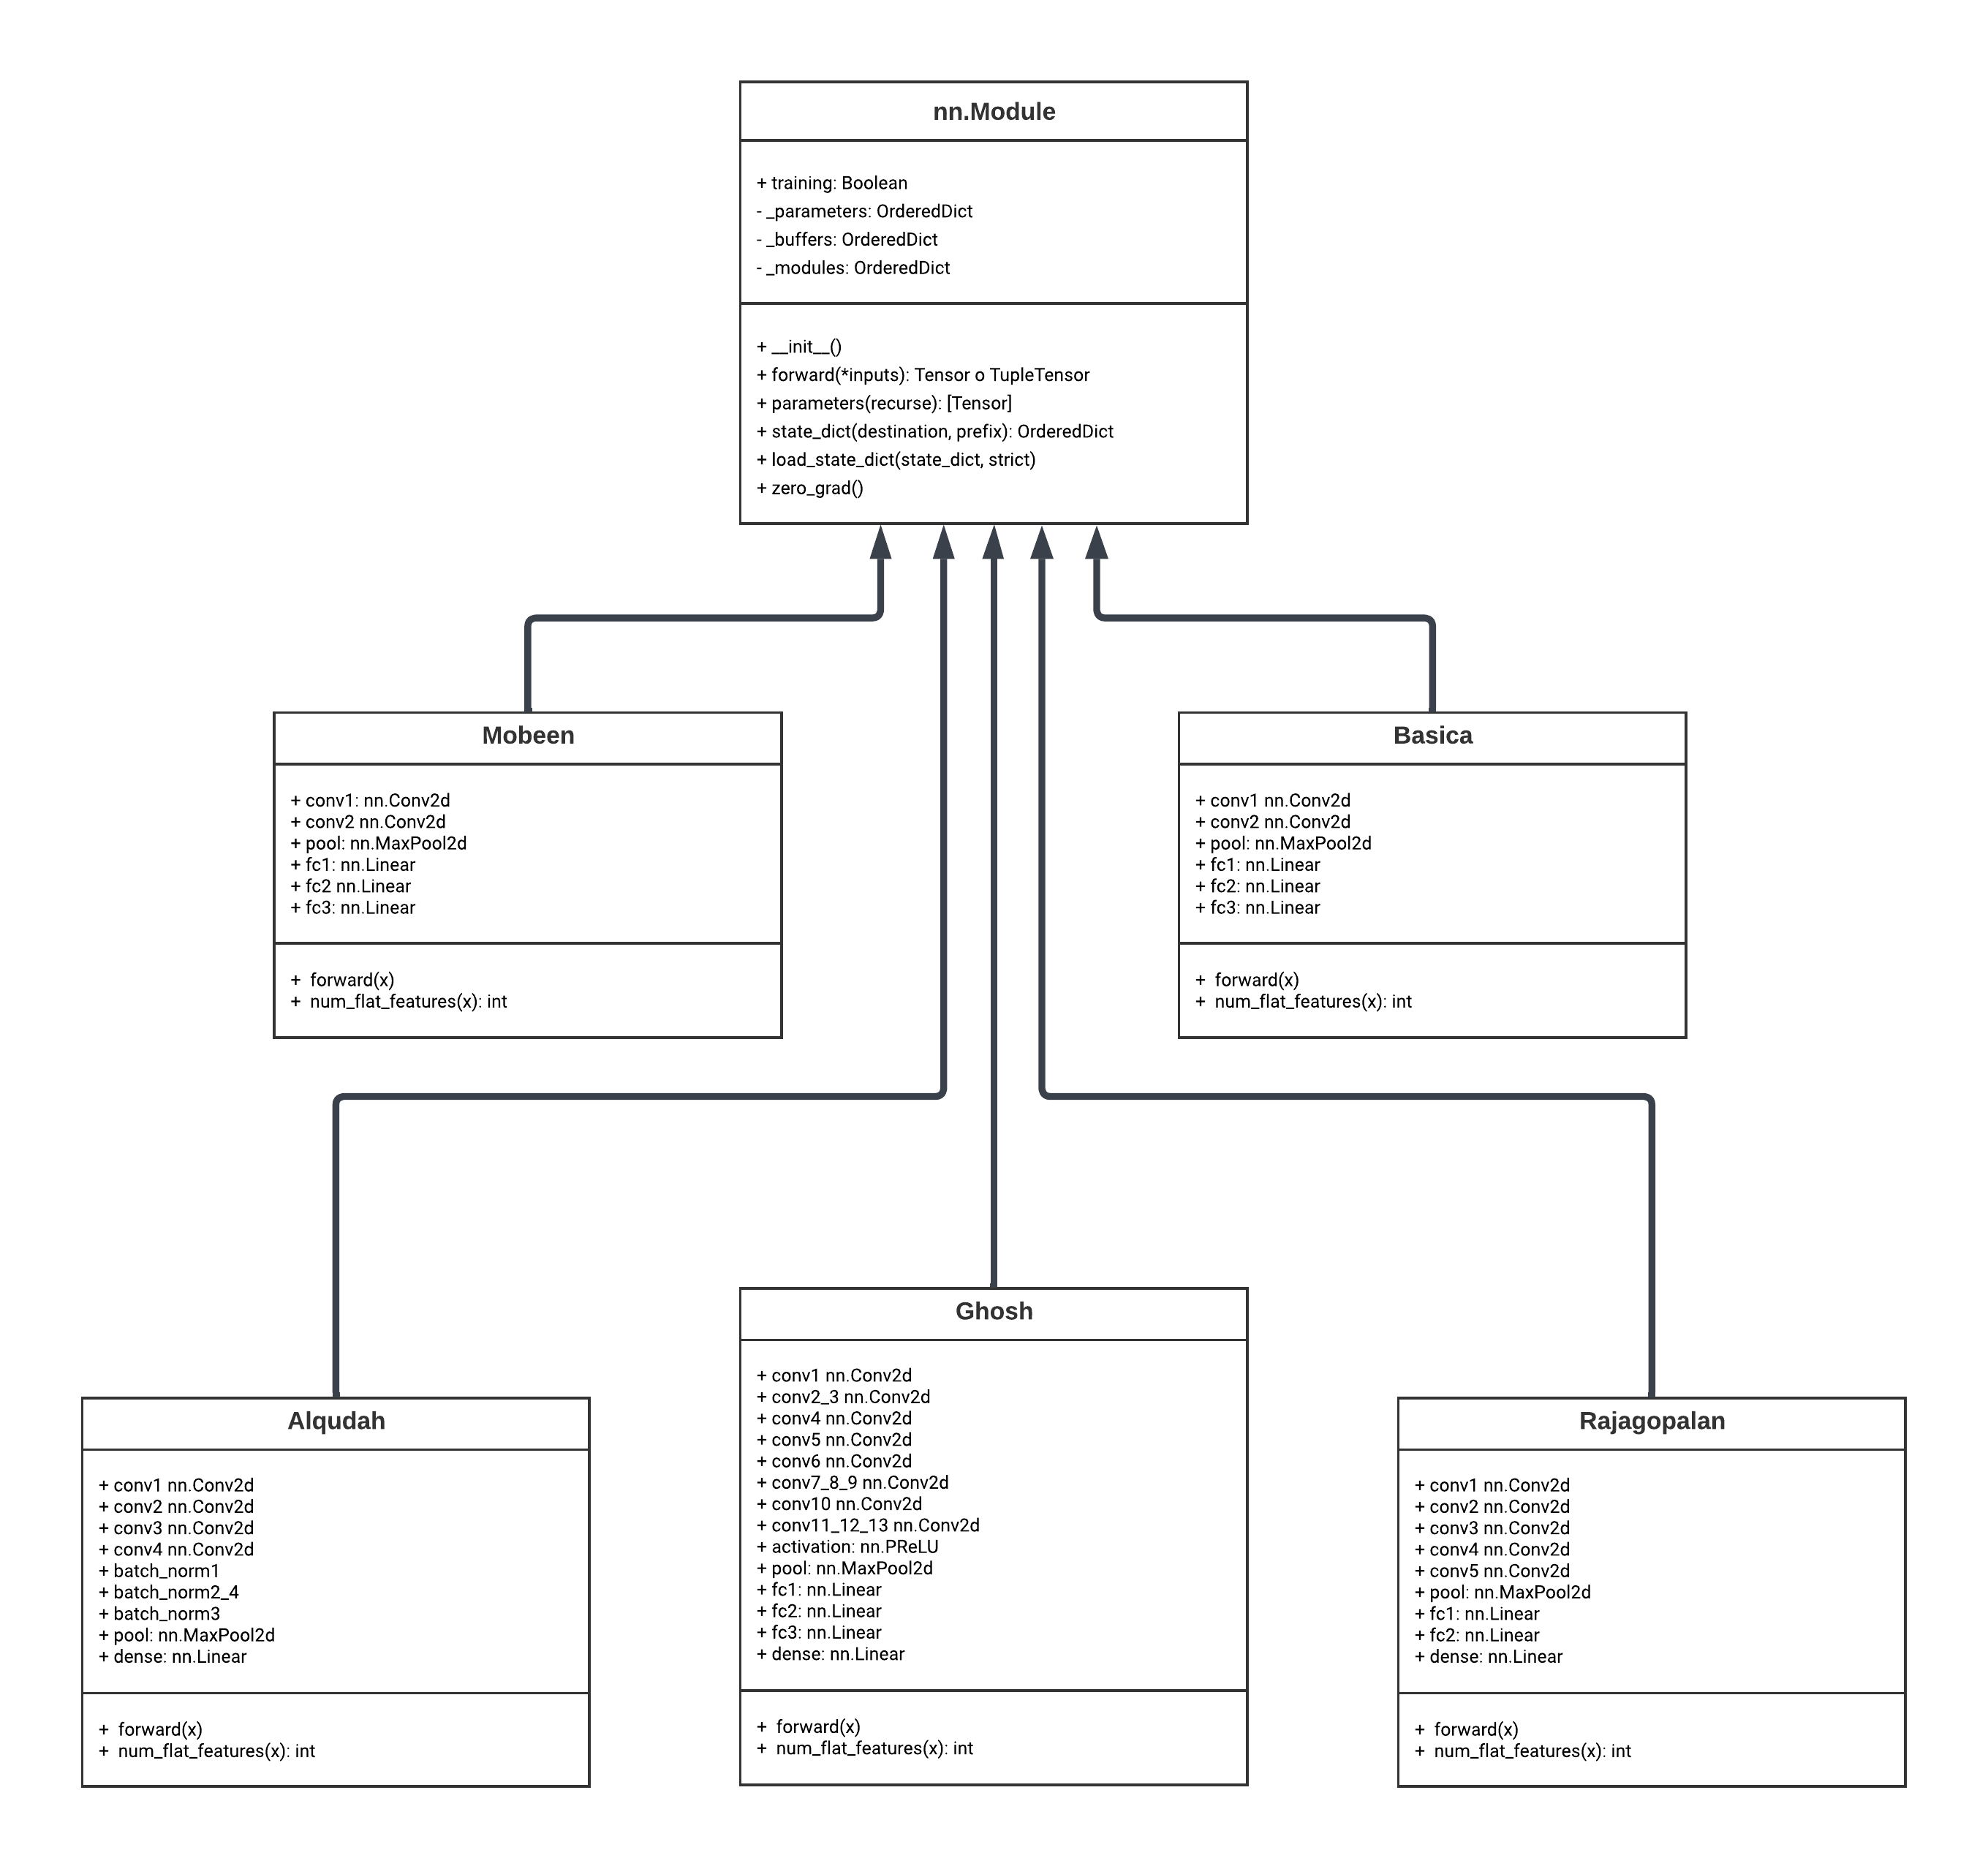 nn.Module
+ training: Boolean
- _parameters: OrderedDict
- _buffers: OrderedDict
- _modules: OrderedDict
+ __init__()
+ forward(*inputs): Tensor o TupleTensor
+ parameters(recurse): [Tensor]
+ state_dict(destination, prefix): OrderedDict
+ load_state_dict(state_dict, strict)
+ zero_grad()
Mobeen
+ conv1: nn.Conv2d
+ conv2 nn.Conv2d
+ pool: nn.MaxPool2d
+ fc1: nn.Linear
+ fc2 nn.Linear
+ fc3: nn.Linear
+ forward(x)
+ num_flat_features(x): int
Basica
+ conv1 nn.Conv2d
+ conv2 nn.Conv2d
+ pool: nn.MaxPool2d
+ fc1: nn.Linear
+ fc2: nn.Linear
+ fc3: nn.Linear
+ forward(x)
+ num_flat_features(x): int
Alqudah
+ conv1 nn.Conv2d
+ conv2 nn.Conv2d
+ conv3 nn.Conv2d
+ conv4 nn.Conv2d
+ batch_norm1
+ batch_norm2_4
+ batch_norm3
+ pool: nn.MaxPool2d
+ dense: nn.Linear
+ forward(x)
+ num_flat_features(x): int
Ghosh
+ conv1 nn.Conv2d
+ conv2_3 nn.Conv2d
+ conv4 nn.Conv2d
+ conv5 nn.Conv2d
+ conv6 nn.Conv2d
+ conv7_8_9 nn.Conv2d
+ conv10 nn.Conv2d
+ conv11_12_13 nn.Conv2d
+ activation: nn.PReLU
+ pool: nn.MaxPool2d
+ fc1: nn.Linear
+ fc2: nn.Linear
+ fc3: nn.Linear
+ dense: nn.Linear
+ forward(x)
+ num_flat_features(x): int
Rajagopalan
+ conv1 nn.Conv2d
+ conv2 nn.Conv2d
+ conv3 nn.Conv2d
+ conv4 nn.Conv2d
+ conv5 nn.Conv2d
+ pool: nn.MaxPool2d
+ fc1: nn.Linear
+ fc2: nn.Linear
+ dense: nn.Linear
+ forward(x)
+ num_flat_features(x): int